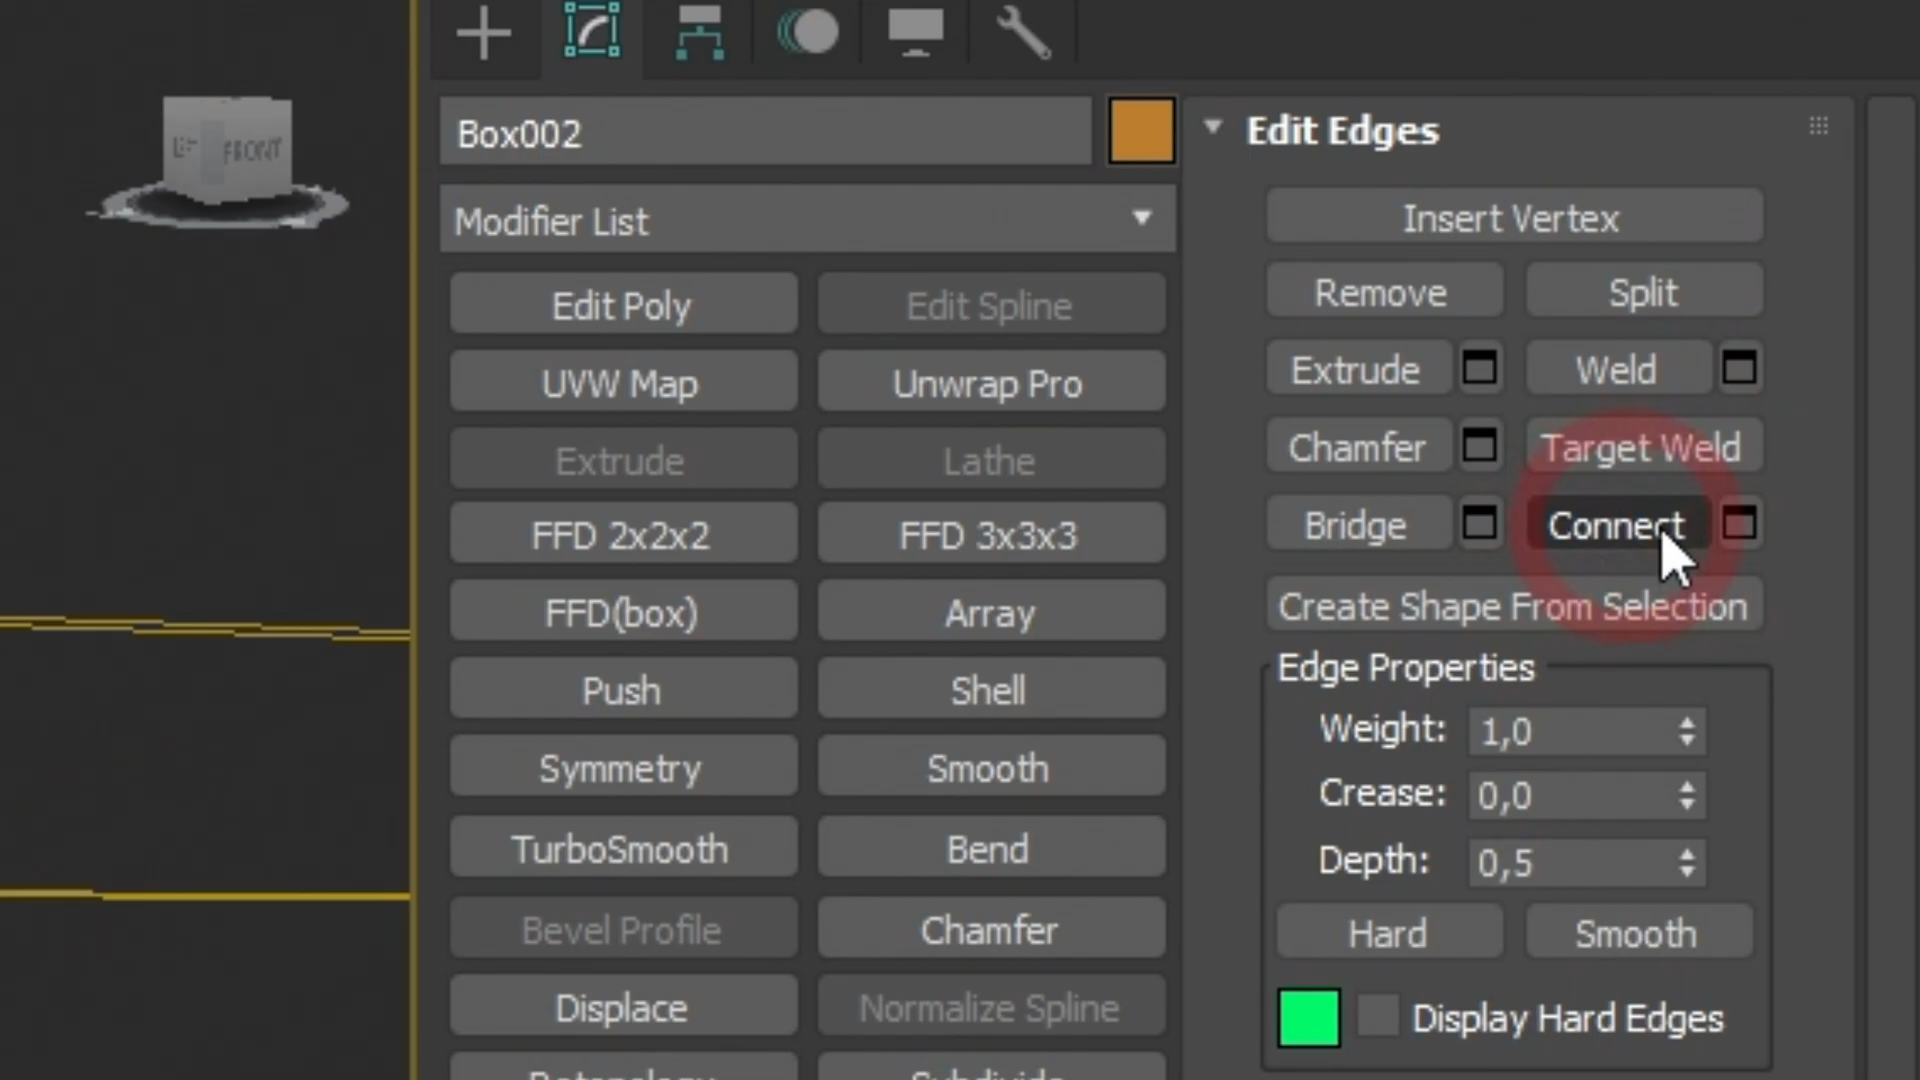 FRONT
Box002
Modifier List
Edit Poly
Edit Spline
UVW Map
Unwrap Pro
Extrude
Lathe
FFD 2x2x2
FFD 3x3x3
FFD(box)
Array
Push
Shell
Symmetry
Smooth
TurboSmooth
Bend
Bevel Profile
Chamfer
Displace
Normalize Spline
Retopology
Subdivide
Edit Edges
Insert Vertex
Remove
Split
Extrude
Weld
Chamfer
Target Weld
Bridge
Connect
Create Shape From Selection
Edge Properties
Weight: 1,0
Crease: 0,0
Depth: 0,5
Hard
Smooth
Display Hard Edges